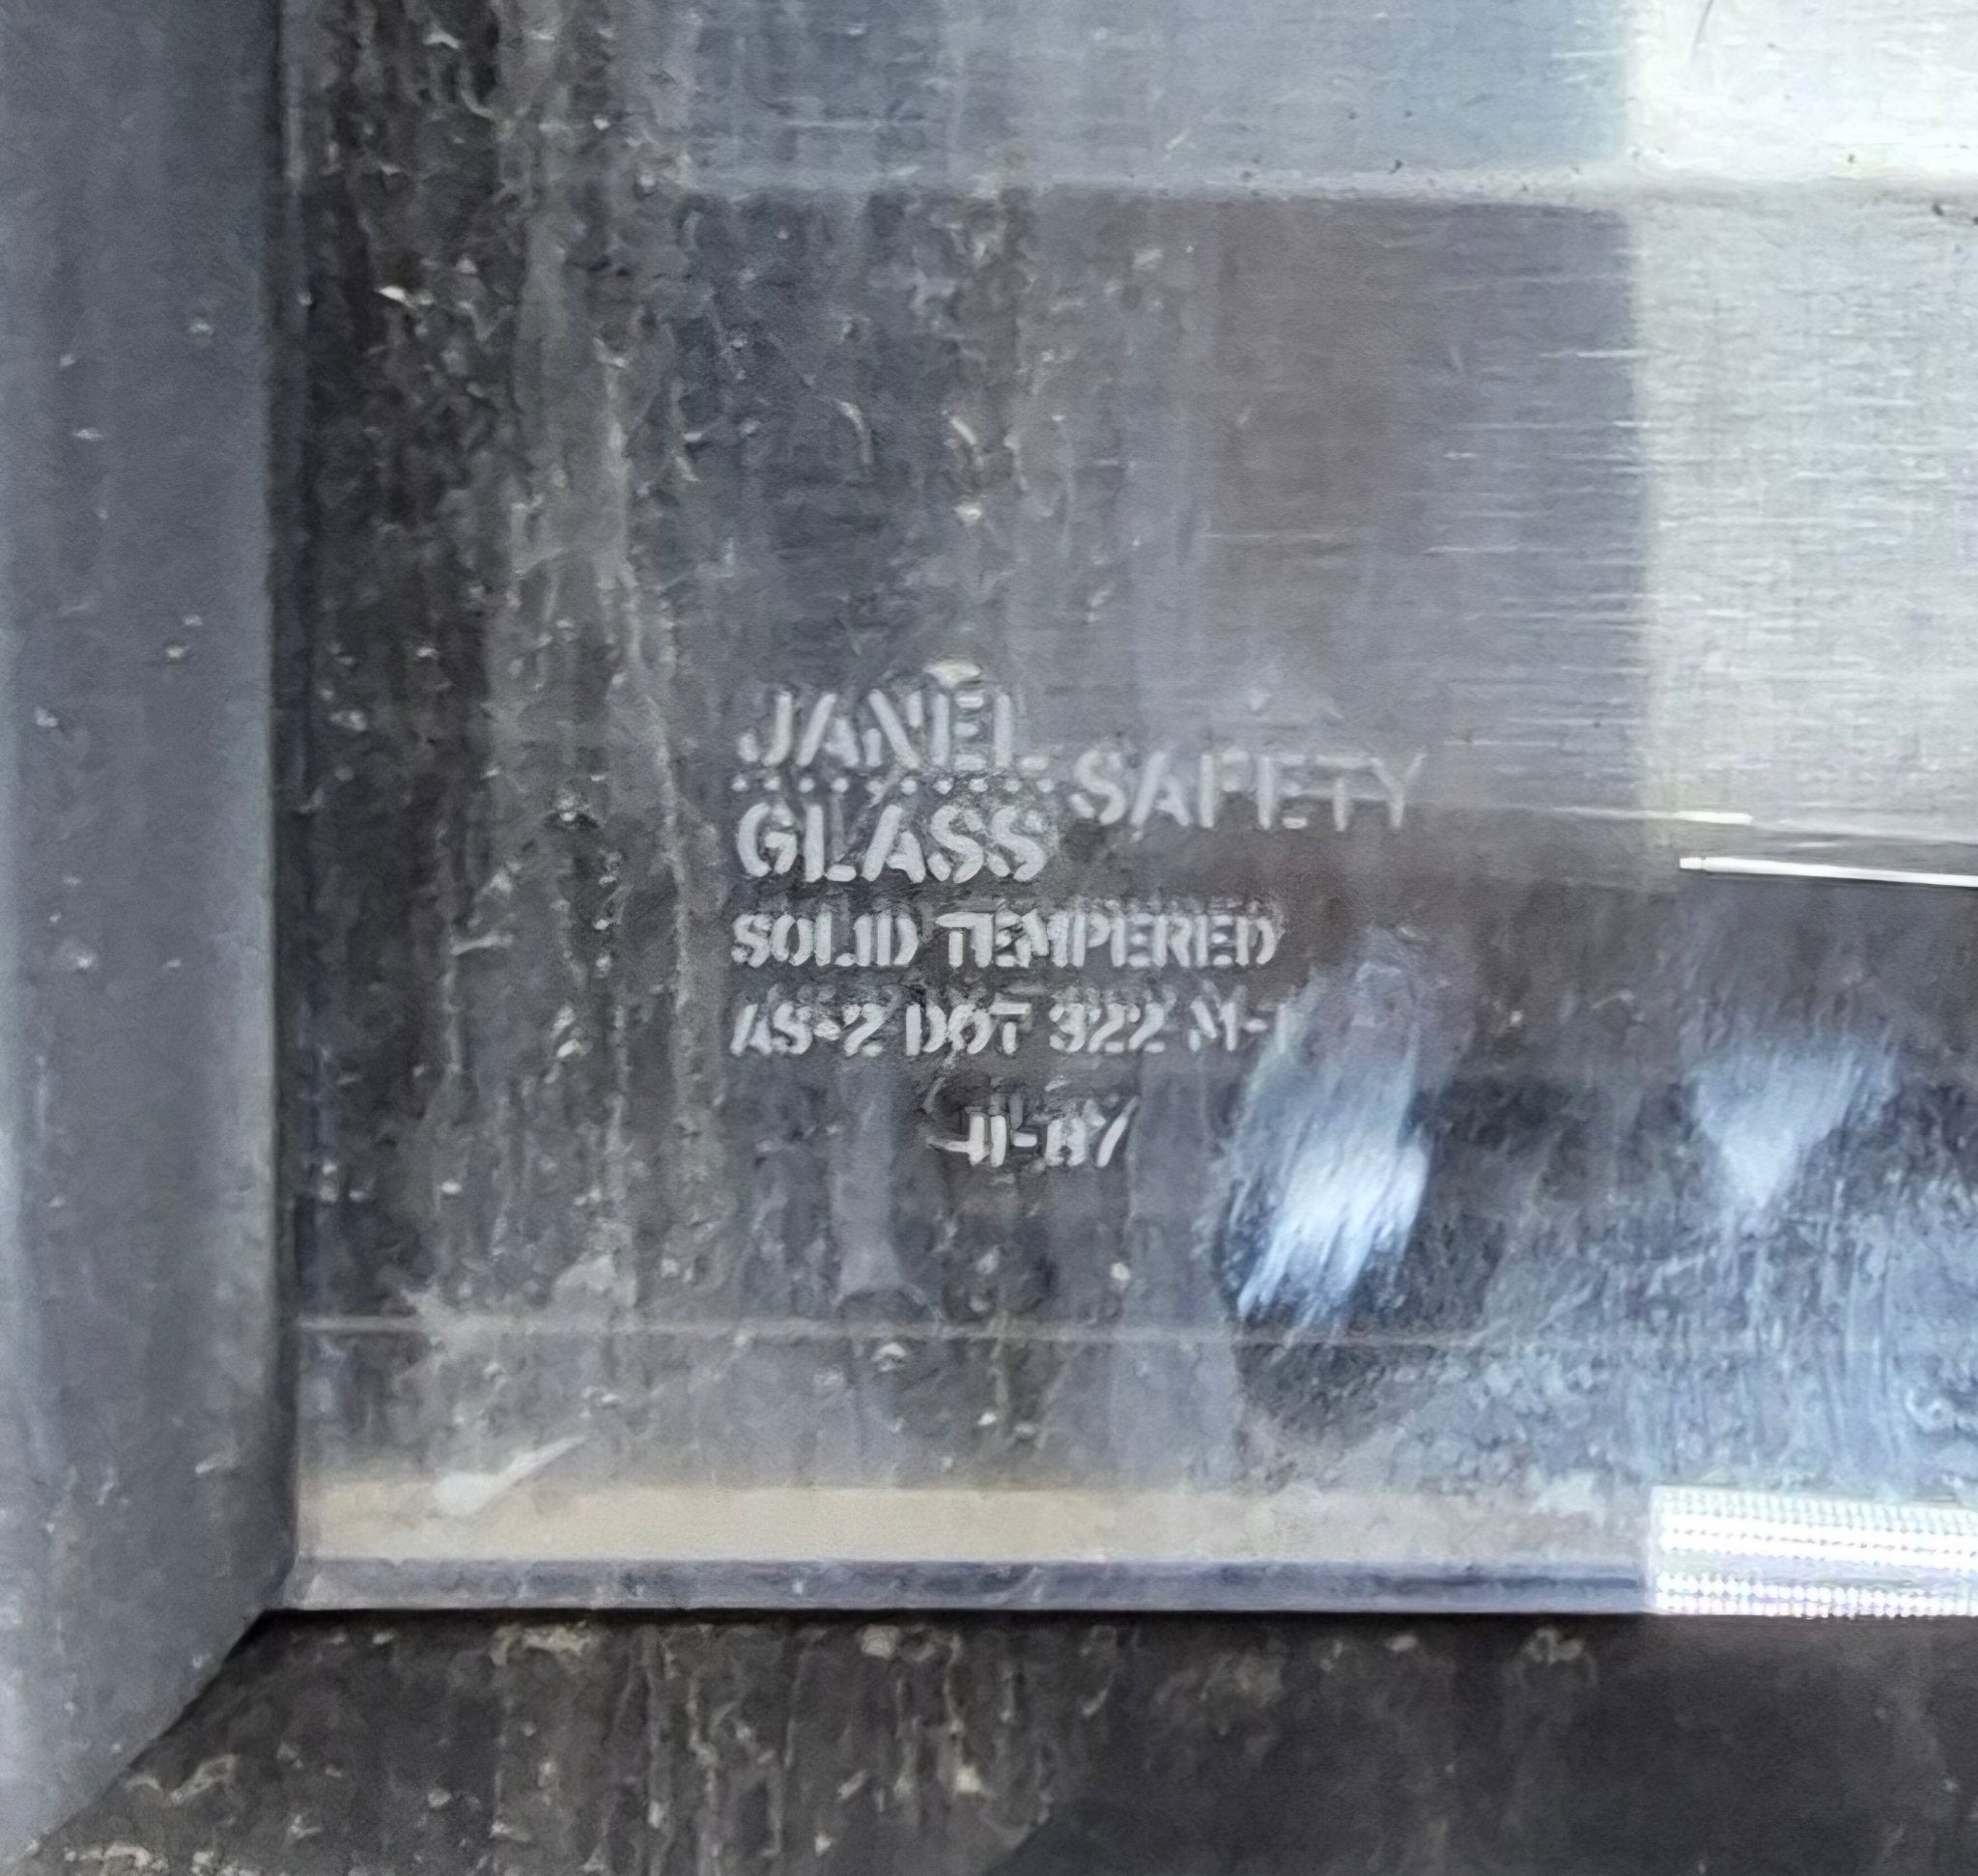 JANEL
GLASS SAFETY
SOLID TEMPERED
AS-2 DOT 322 M-1